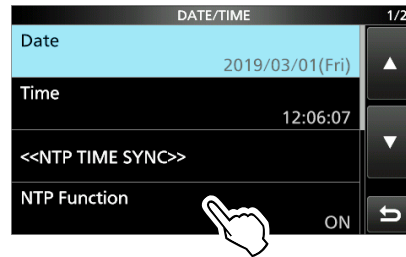 DATE/TIME 1/2
Date
2019/03/01(Fri)
Time
12:06:07
<<NTP TIME SYNC>>
NTP Function
ON